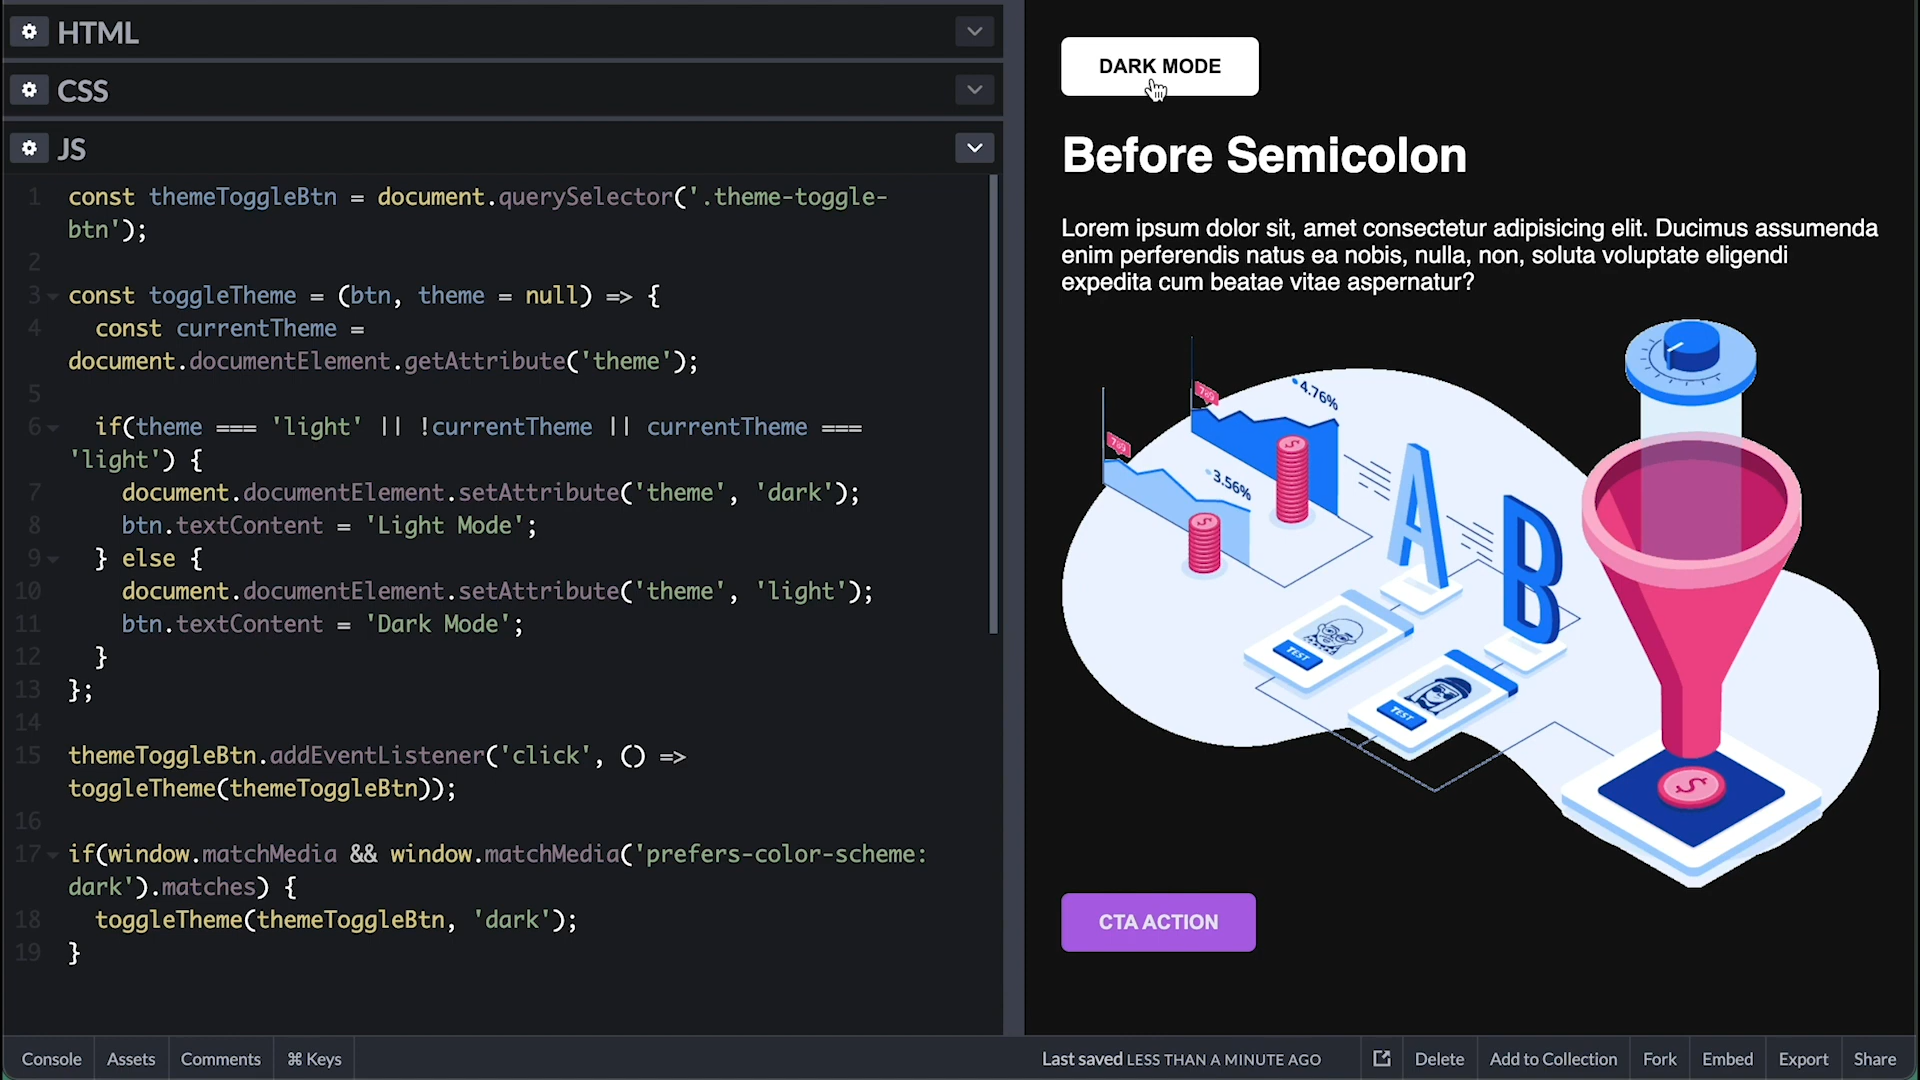 HTML
CSS
JS
1 const themeToggleBtn = document.querySelector('.theme-toggle-
btn');
2
3 const toggleTheme = (btn, theme = null) => {
4 const currentTheme =
document.documentElement.getAttribute('theme');
5
6 if(theme === 'light' || !currentTheme || currentTheme ===
'light') {
7 document.documentElement.setAttribute('theme', 'dark');
8 btn.textContent = 'Light Mode';
9 } else {
10 document.documentElement.setAttribute('theme', 'light');
11 btn.textContent = 'Dark Mode';
12 }
13 };
14
15 themeToggleBtn.addEventListener('click', () =>
toggleTheme(themeToggleBtn));
16
17 if(window.matchMedia && window.matchMedia('prefers-color-scheme:
dark').matches) {
18 toggleTheme(themeToggleBtn, 'dark');
19 }
DARK MODE
Before Semicolon
Lorem ipsum dolor sit, amet consectetur adipisicing elit. Ducimus assumenda
enim perferendis natus ea nobis, nulla, non, soluta voluptate eligendi
expedita cum beatae vitae aspernatur?
4.76%
789
3.56%
$
$
A
B
TEST
TEST
$
CTA ACTION
Console Assets Comments ⌘ Keys
Last saved LESS THAN A MINUTE AGO Delete Add to Collection Fork Embed Export Share